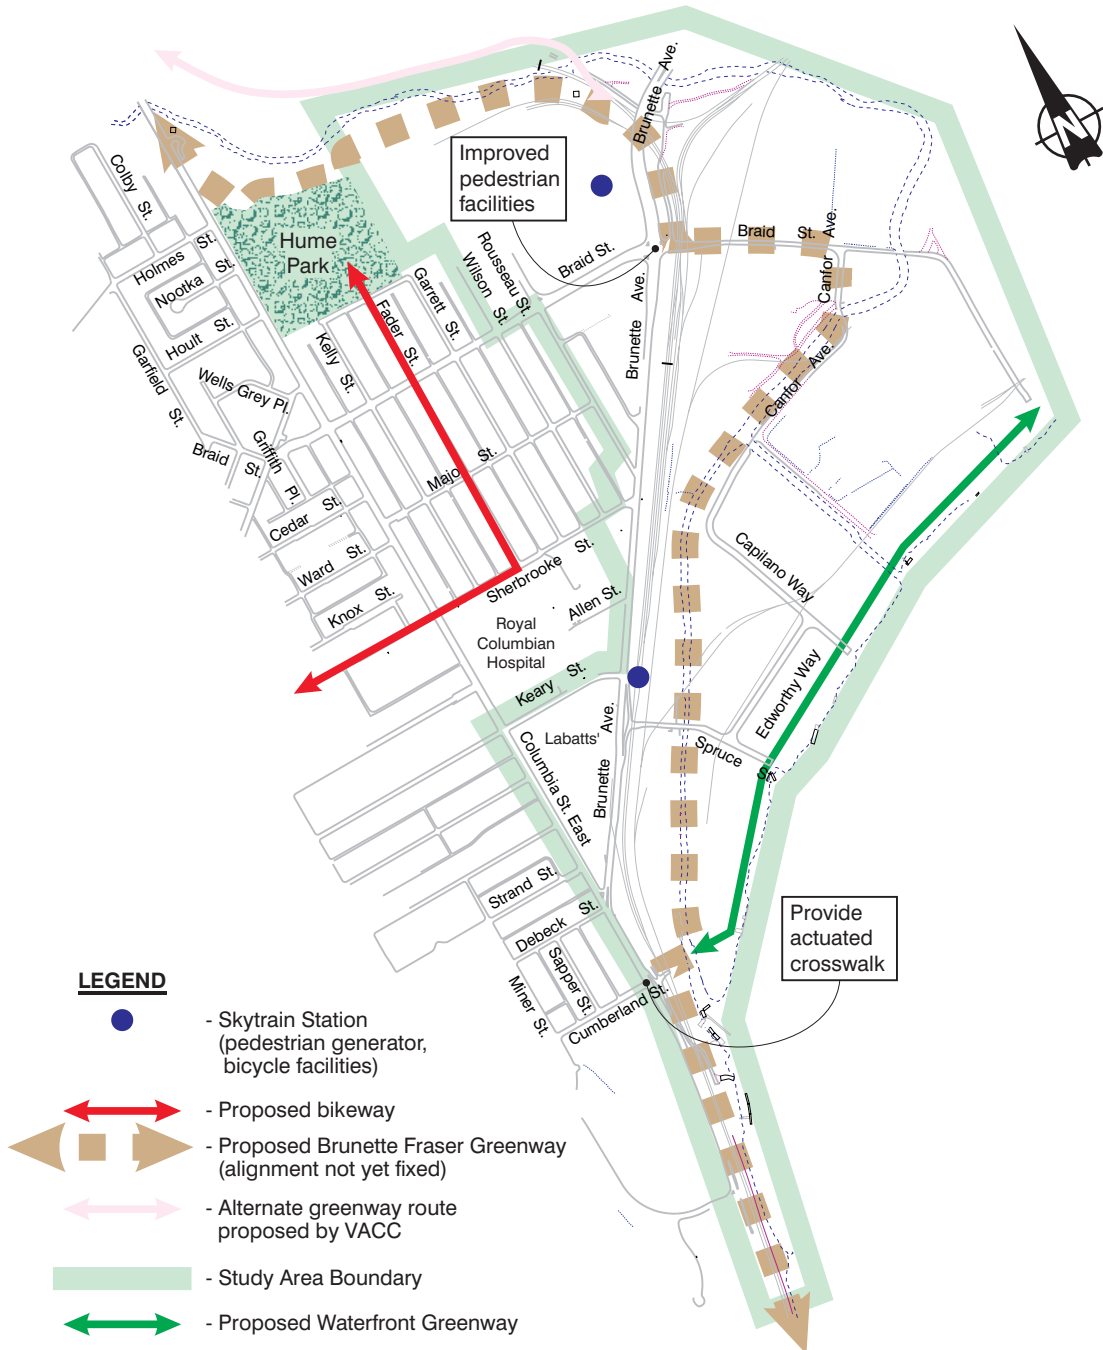 Brunette Ave.
Improved
pedestrian
facilities
N
Colby St.
Hume
Park
Holmes St.
Nootka St.
Hoult St.
Garfield St.
Wells Grey Pl.
Braid St.
Griffith Pl.
Cedar St.
Ward St.
Knox St.
Kelly St.
Fader St.
Garrett St.
Wilson St.
Rousseau St.
Braid St.
Brunette Ave.
Braid St.
Canfor Ave.
Canfor Ave.
Major St.
Sherbrooke St.
Allen St.
Royal
Columbian
Hospital
Keary St.
Capilano Way
Edworthy Way
Spruce St.
Labatts'
Brunette Ave.
Columbia St. East
Strand St.
Debeck St.
Sapper St.
Miner St.
Cumberland St.
Provide
actuated
crosswalk
LEGEND
- Skytrain Station
(pedestrian generator,
bicycle facilities)
- Proposed bikeway
- Proposed Brunette Fraser Greenway
(alignment not yet fixed)
- Alternate greenway route
proposed by VACC
- Study Area Boundary
- Proposed Waterfront Greenway